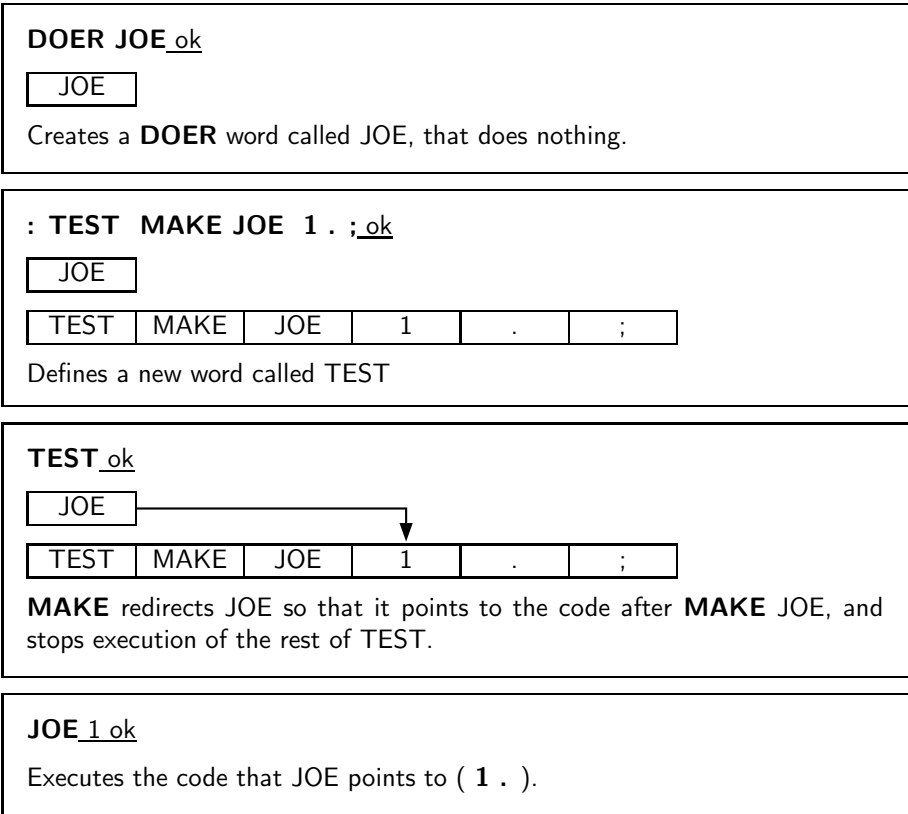 DOER JOE ok
JOE
Creates a DOER word called JOE, that does nothing.
: TEST MAKE JOE 1 . ; ok
JOE
TEST MAKE JOE 1 . ;
Defines a new word called TEST
TEST ok
JOE
TEST MAKE JOE 1 . ;
MAKE redirects JOE so that it points to the code after MAKE JOE, and
stops execution of the rest of TEST.
JOE 1 ok
Executes the code that JOE points to ( 1 . ).